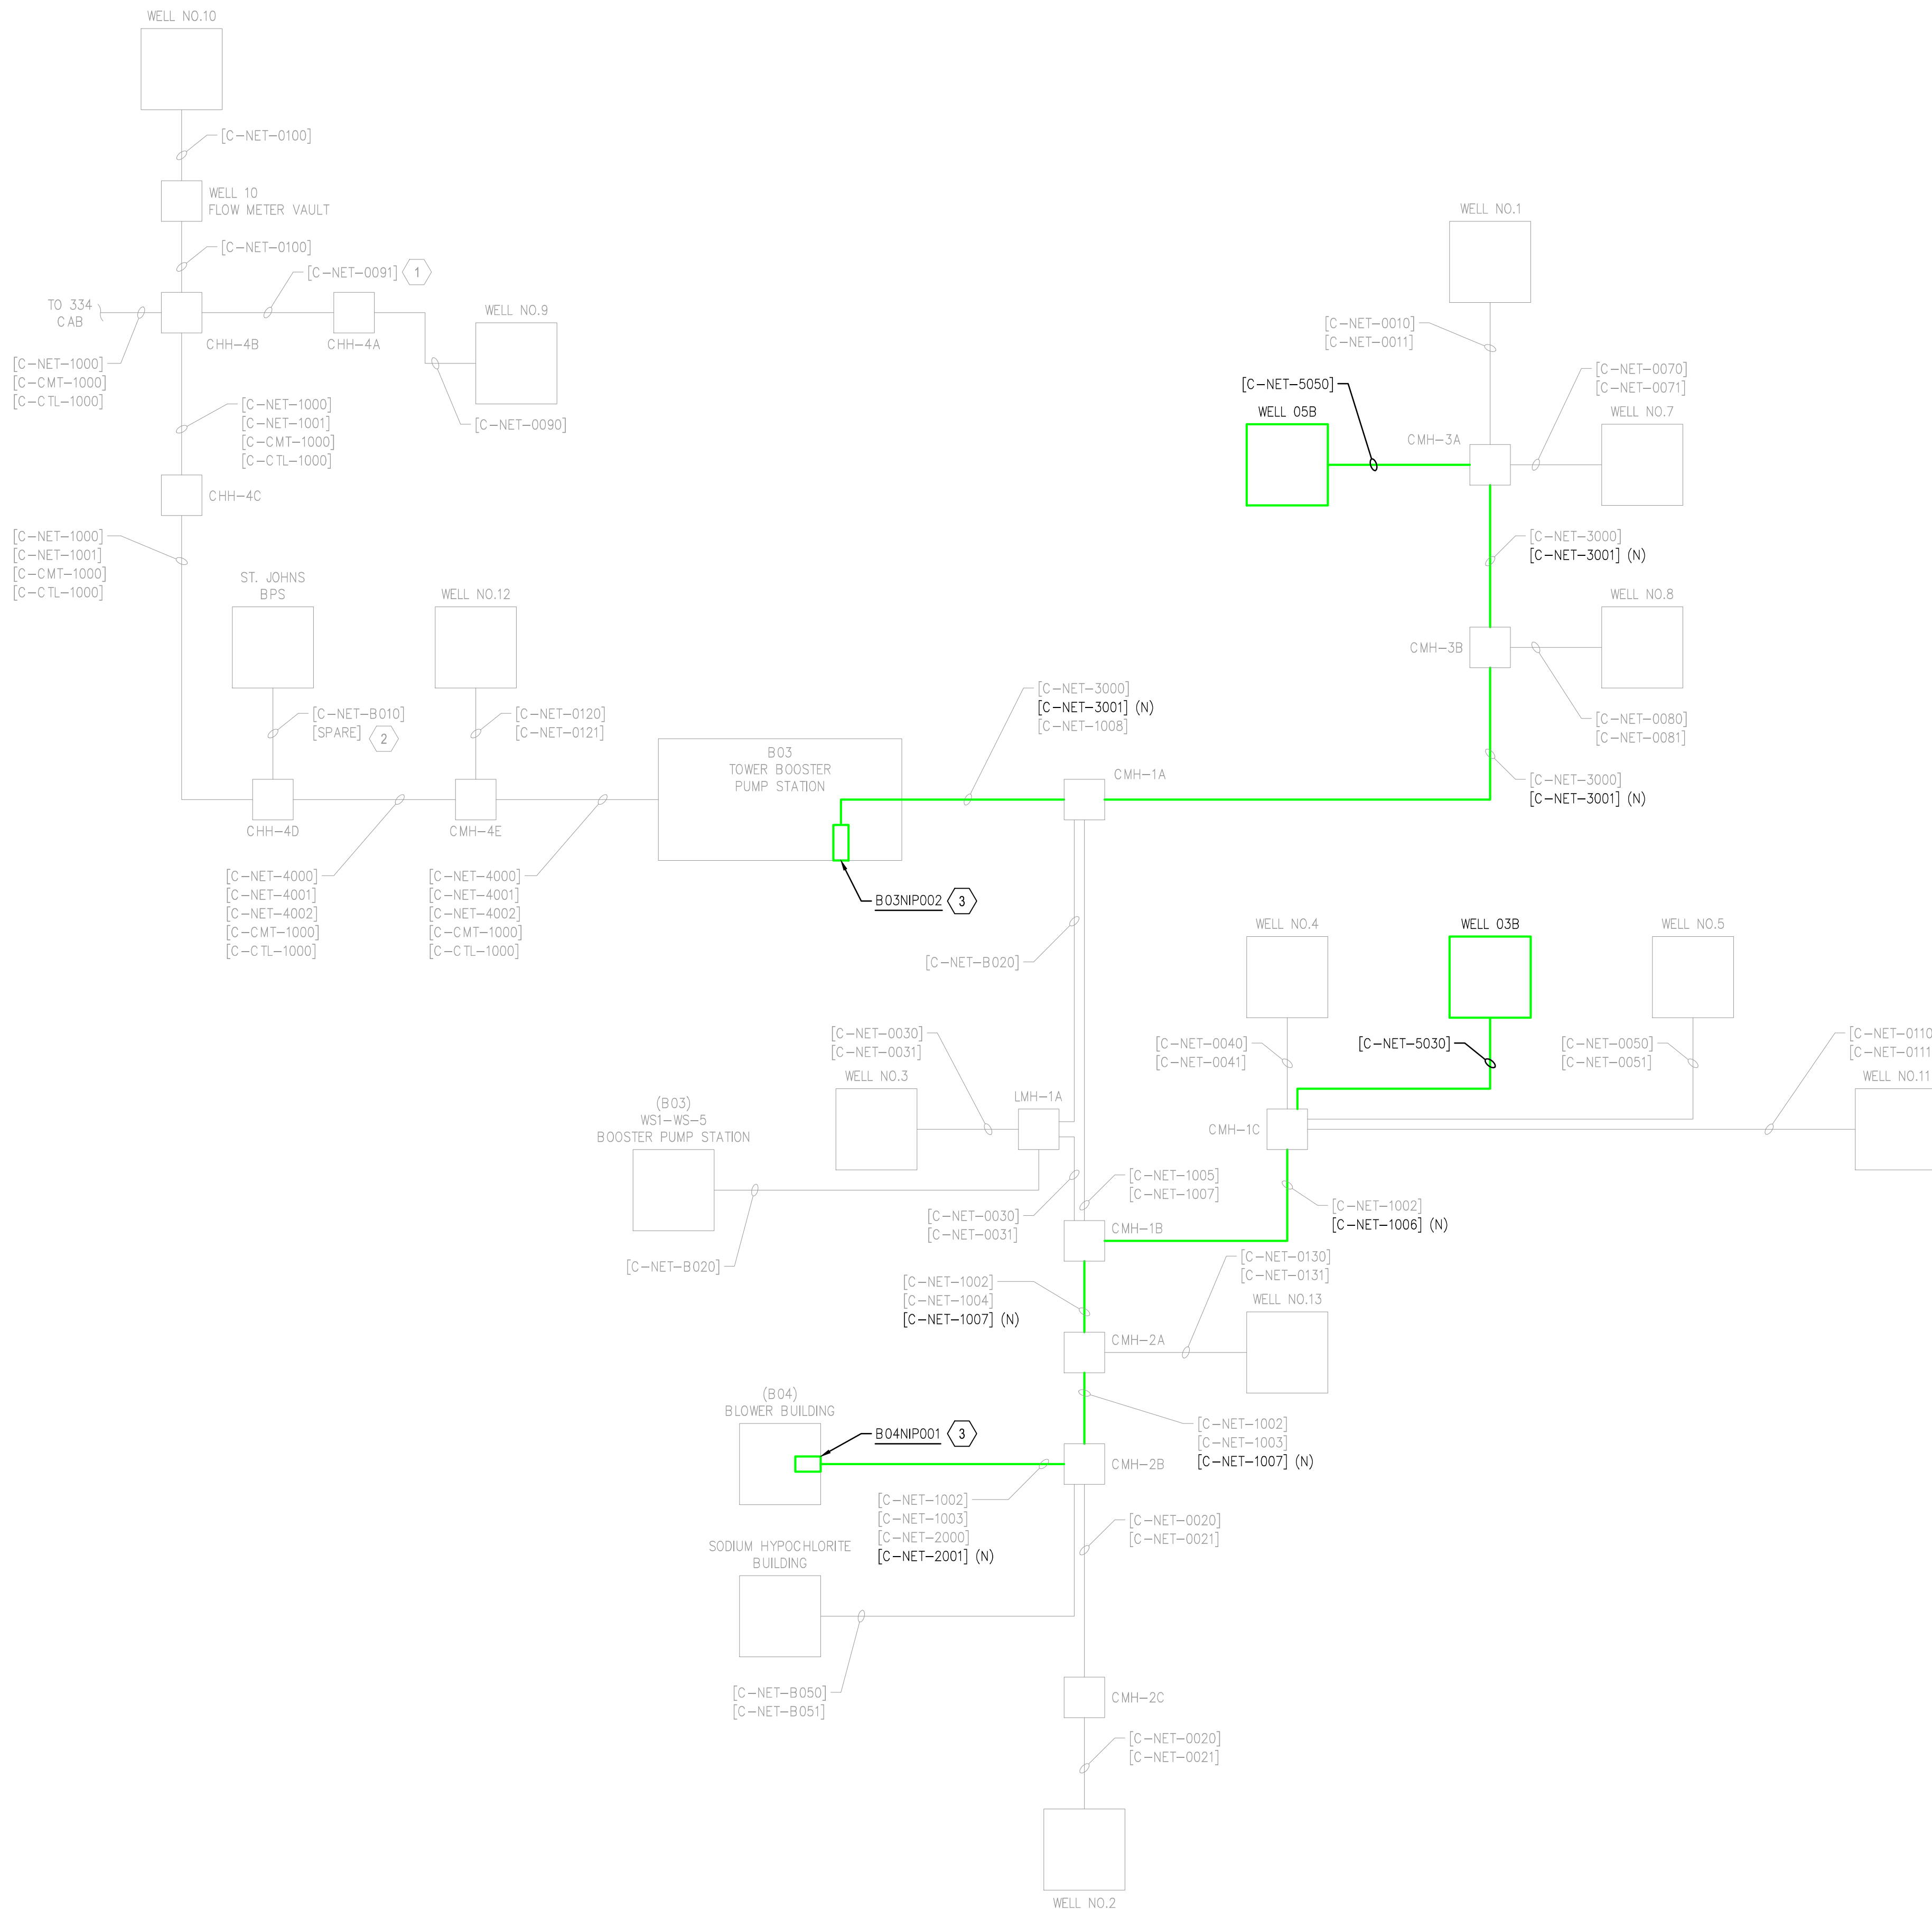 WELL NO.10
[C-NET-0100]
WELL 10
FLOW METER VAULT
[C-NET-0100]
[C-NET-0091]
1
TO 334
CAB
CHH-4B
CHH-4A
WELL NO.9
[C-NET-1000]
[C-CMT-1000]
[C-CTL-1000]
[C-NET-1000]
[C-NET-1001]
[C-CMT-1000]
[C-CTL-1000]
[C-NET-0090]
CHH-4C
[C-NET-1000]
[C-NET-1001]
[C-CMT-1000]
[C-CTL-1000]
ST. JOHNS
BPS
WELL NO.12
[C-NET-B010]
[SPARE]
2
[C-NET-0120]
[C-NET-0121]
CHH-4D
CMH-4E
[C-NET-4000]
[C-NET-4001]
[C-NET-4002]
[C-CMT-1000]
[C-CTL-1000]
[C-NET-4000]
[C-NET-4001]
[C-NET-4002]
[C-CMT-1000]
[C-CTL-1000]
B03
TOWER BOOSTER
PUMP STATION
B03NIP002
3
[C-NET-3000]
[C-NET-3001] (N)
[C-NET-1008]
CMH-1A
WELL NO.1
[C-NET-0010]
[C-NET-0011]
[C-NET-5050]
WELL 05B
CMH-3A
[C-NET-0070]
[C-NET-0071]
WELL NO.7
[C-NET-3000]
[C-NET-3001] (N)
CMH-3B
WELL NO.8
[C-NET-0080]
[C-NET-0081]
[C-NET-3000]
[C-NET-3001] (N)
[C-NET-B020]
WELL NO.4
WELL 03B
WELL NO.5
[C-NET-0040]
[C-NET-0041]
[C-NET-5030]
[C-NET-0050]
[C-NET-0051]
[C-NET-0110
[C-NET-0111
WELL NO.11
[C-NET-0030]
[C-NET-0031]
WELL NO.3
LMH-1A
CMH-1C
(B03)
WS1-WS-5
BOOSTER PUMP STATION
[C-NET-1005]
[C-NET-1007]
[C-NET-1002]
[C-NET-1006] (N)
[C-NET-0030]
[C-NET-0031]
CMH-1B
[C-NET-B020]
[C-NET-0130]
[C-NET-0131]
[C-NET-1002]
[C-NET-1004]
[C-NET-1007] (N)
WELL NO.13
CMH-2A
(B04)
BLOWER BUILDING
B04NIP001
3
[C-NET-1002]
[C-NET-1003]
[C-NET-1007] (N)
CMH-2B
[C-NET-1002]
[C-NET-1003]
[C-NET-2000]
[C-NET-2001] (N)
[C-NET-0020]
[C-NET-0021]
SODIUM HYPOCHLORITE
BUILDING
[C-NET-B050]
[C-NET-B051]
CMH-2C
[C-NET-0020]
[C-NET-0021]
WELL NO.2